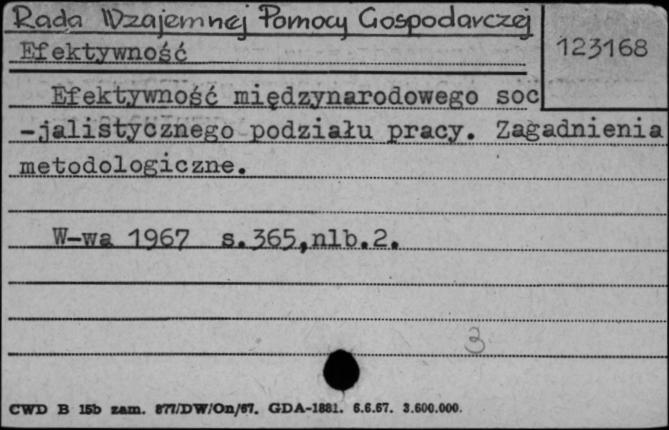 Rada Wzajemnej Pomocy Gospodarczej
123168
Efektywność
Efektywność międzynarodowego soc
-jalistycznego podziału pracy. Zagadnienia
metodologiczne.
W-wa 1967 s.365,nlb.2.
3
CWD B 15b zam. 877/DW/On/67. GDA-1881. 6.6.67. 3.600.000.